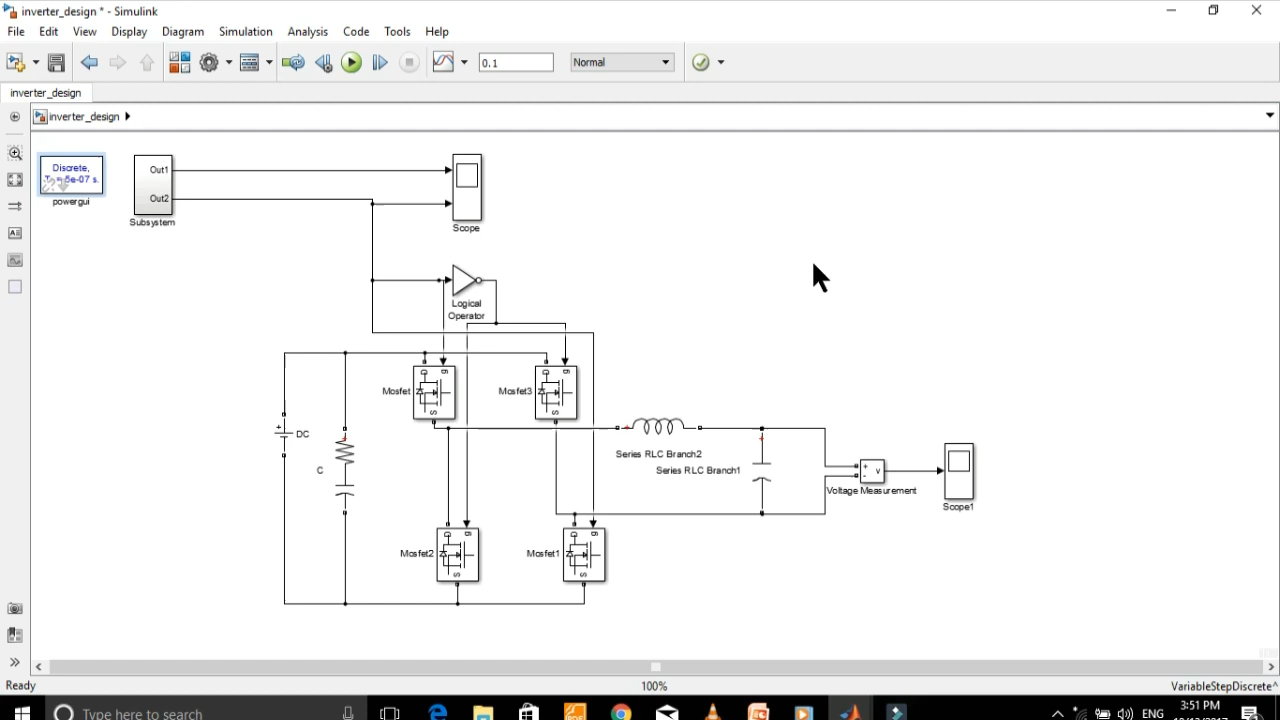 inverter_design * - Simulink
File Edit View Display Diagram Simulation Analysis Code Tools Help
0.1
Normal
inverter_design
inverter_design
Discrete,
5e-07 s.
powergui
Out1
Out2
Subsystem
Scope
Logical
Operator
Mosfet
g
D
S
Mosfet3
g
D
S
+
DC
C
+
Series RLC Branch2
+
Series RLC Branch1
+
-
v
Voltage Measurement
Scope1
Mosfet2
g
D
S
Mosfet1
g
D
S
Ready
100%
VariableStepDiscrete^
Type here to search
3:51 PM